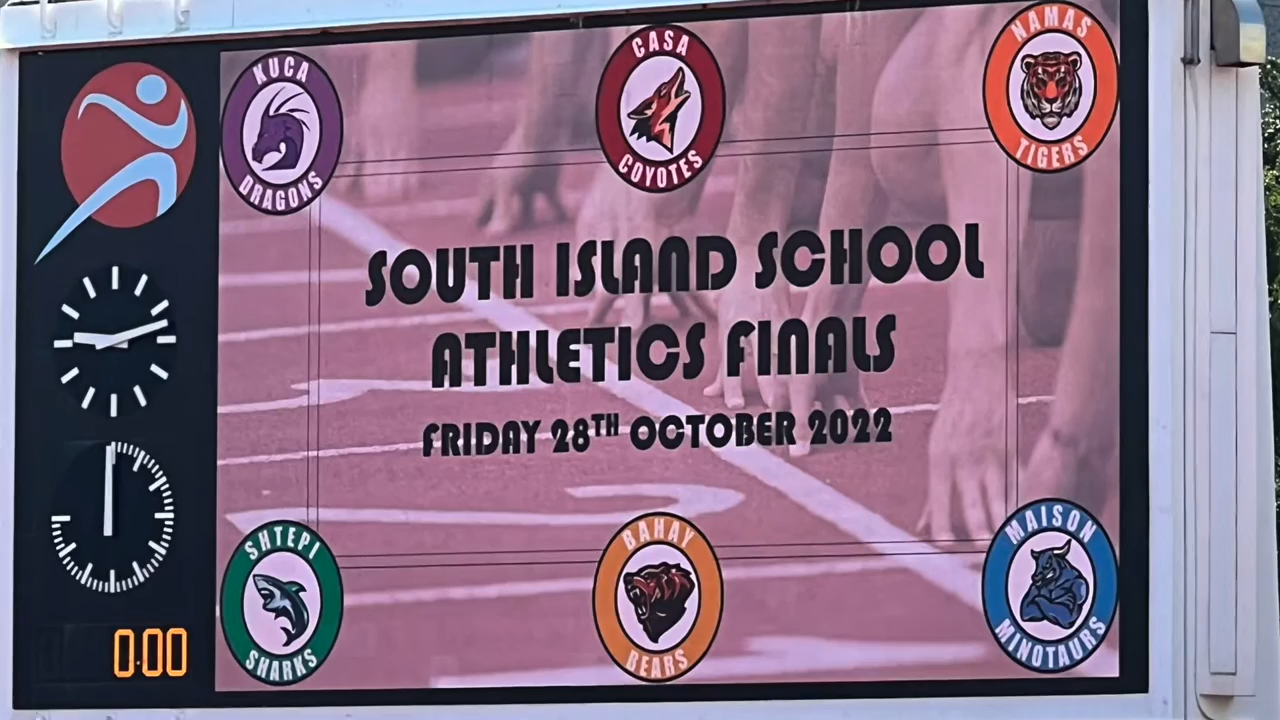 KUCA
DRAGONS
CASA
COYOTES
NAMAS
TIGERS
SOUTH ISLAND SCHOOL
ATHLETICS FINALS
FRIDAY 28TH OCTOBER 2022
SHTEPI
SHARKS
BAHAY
BEARS
MAISON
MINOTAURS
0:00